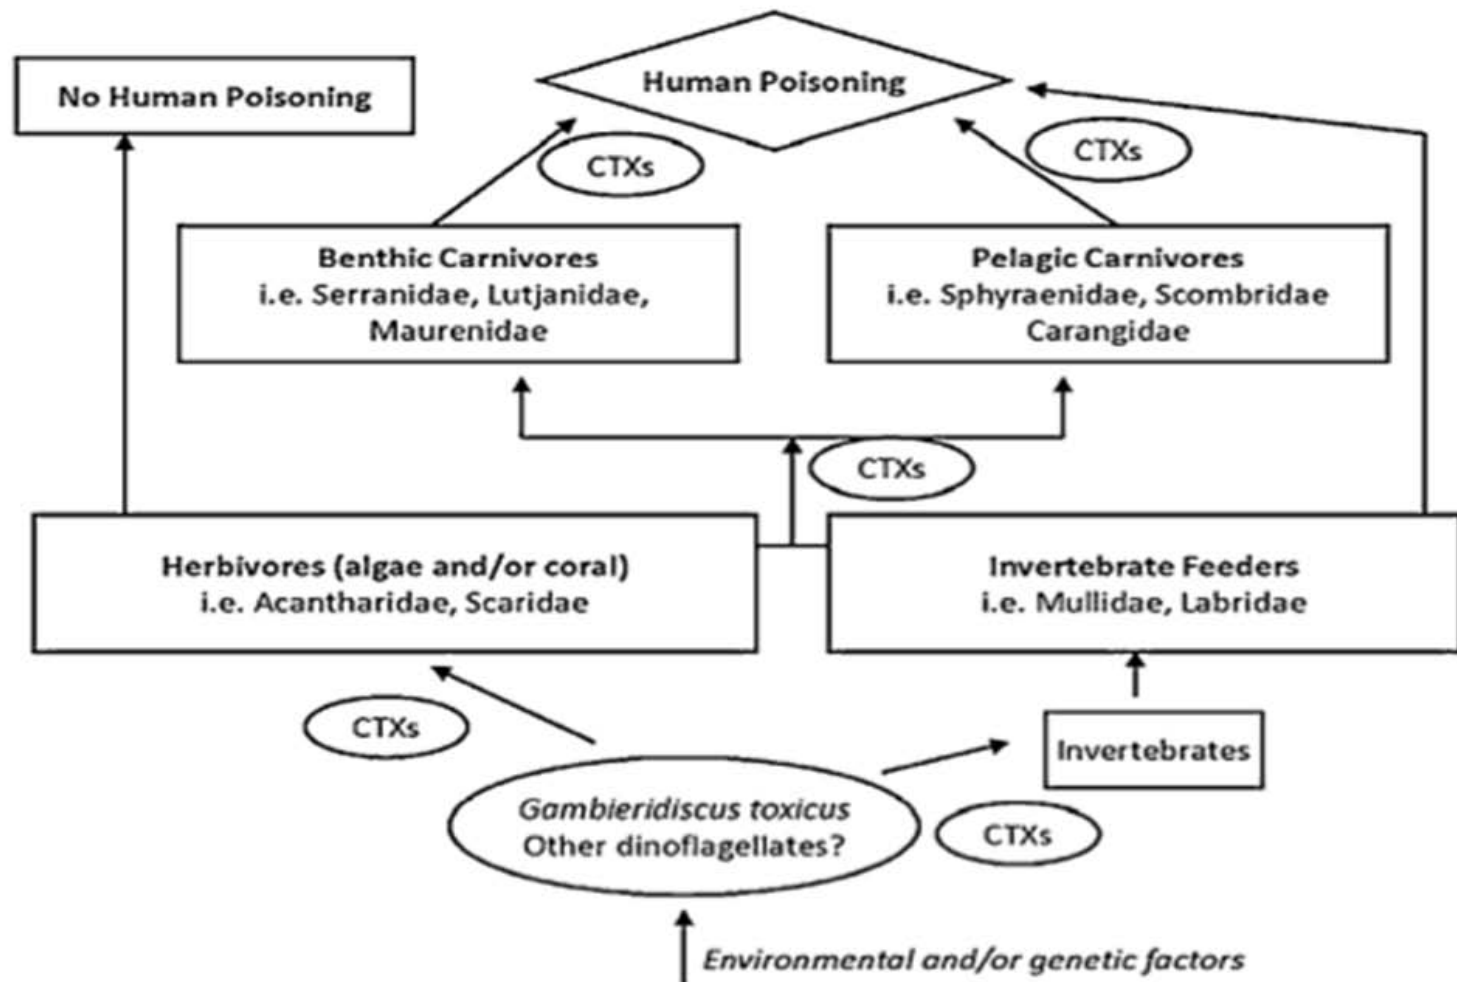 No Human Poisoning
Human Poisoning
CTXs
CTXs
Benthic Carnivores
i.e. Serranidae, Lutjanidae,
Maurenidae
Pelagic Carnivores
i.e. Sphyraenidae, Scombridae
Carangidae
CTXs
Herbivores (algae and/or coral)
i.e. Acantharidae, Scaridae
Invertebrate Feeders
i.e. Mullidae, Labridae
CTXs
Invertebrates
Gambieridiscus toxicus
Other dinoflagellates?
CTXs
Environmental and/or genetic factors